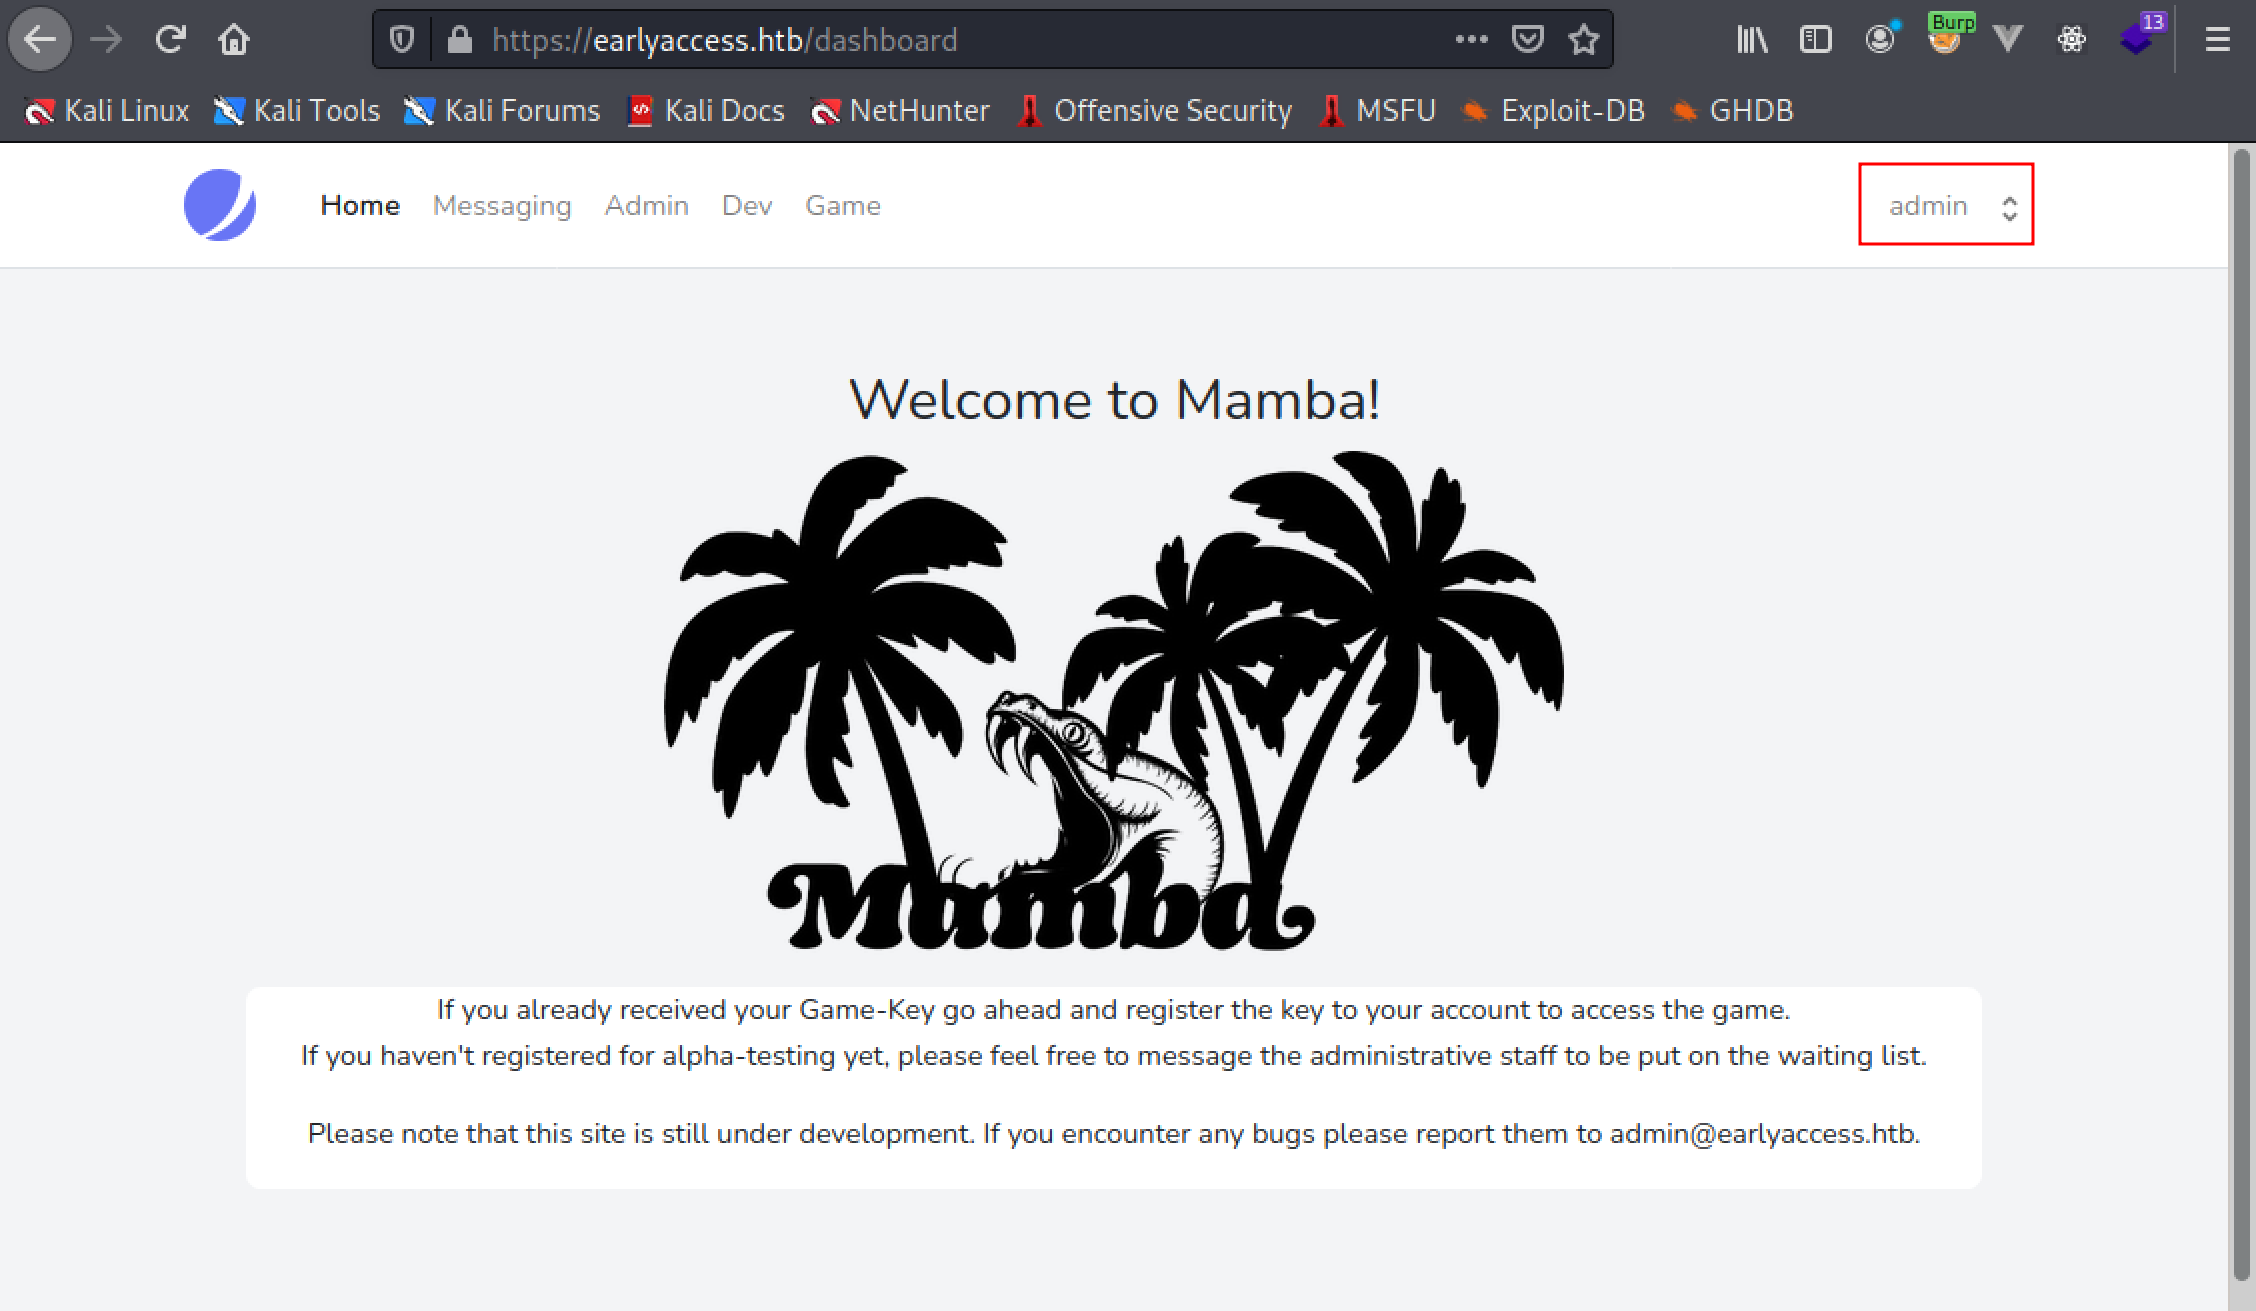 https://earlyaccess.htb/dashboard
Burp
13
Kali Linux Kali Tools Kali Forums Kali Docs NetHunter Offensive Security MSFU Exploit-DB GHDB
Home Messaging Admin Dev Game admin
Welcome to Mamba!
Mamba
If you already received your Game-Key go ahead and register the key to your account to access the game.
If you haven't registered for alpha-testing yet, please feel free to message the administrative staff to be put on the waiting list.
Please note that this site is still under development. If you encounter any bugs please report them to admin@earlyaccess.htb.